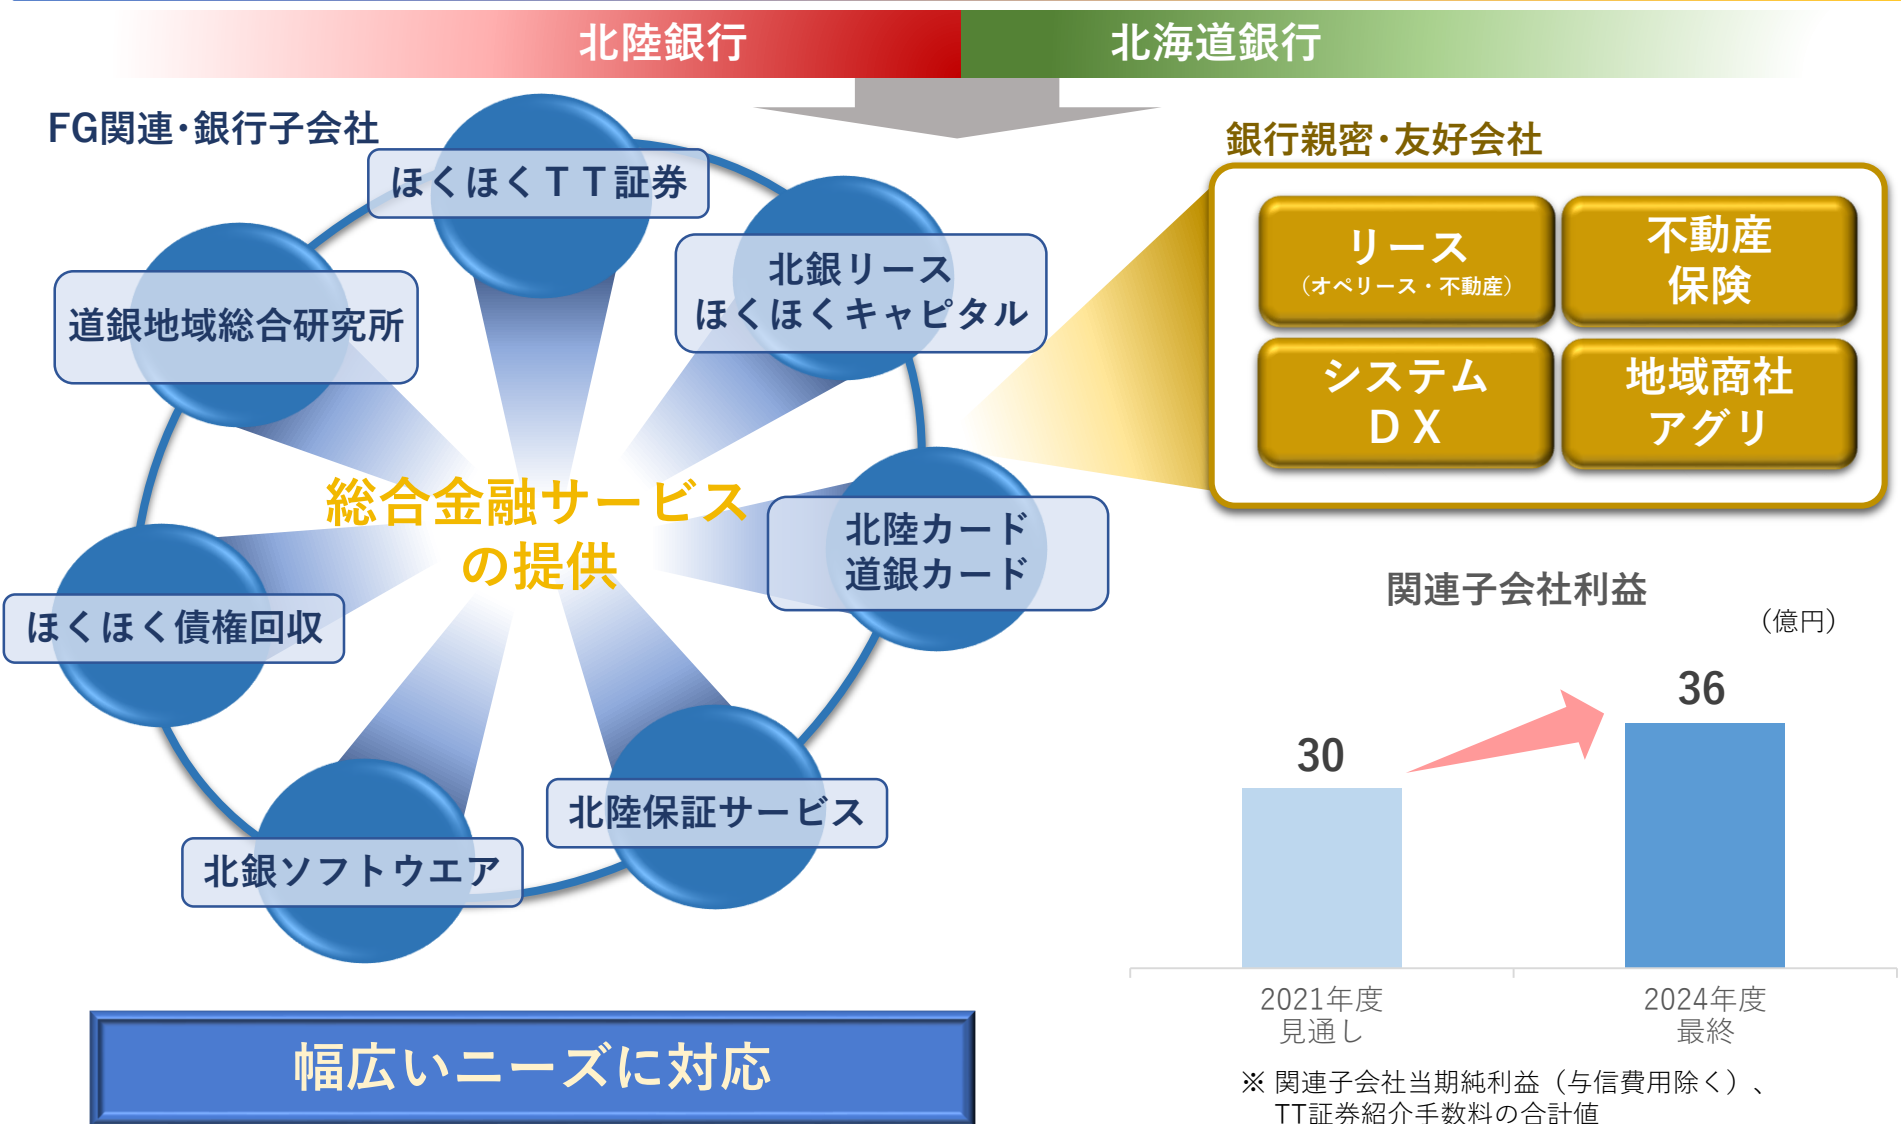 北陸銀行
北海道銀行
FG関連・銀行子会社
ほくほくＴＴ証券
北銀リース
ほくほくキャピタル
道銀地域総合研究所
総合金融サービス
の提供
北陸カード
道銀カード
ほくほく債権回収
北陸保証サービス
北銀ソフトウエア
幅広いニーズに対応
銀行親密・友好会社
リース
（オペリース・不動産）
不動産
保険
システム
ＤＸ
地域商社
アグリ
関連子会社利益
（億円）
30
36
2021年度
見通し
2024年度
最終
※ 関連子会社当期純利益（与信費用除く）、
TT証券紹介手数料の合計値